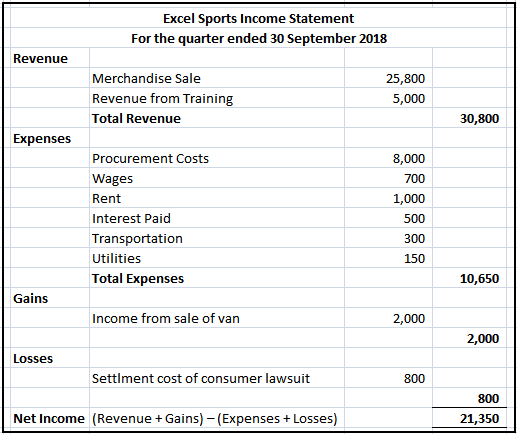 Excel Sports Income Statement
For the quarter ended 30 September 2018
Revenue
Merchandise Sale 25,800
Revenue from Training 5,000
Total Revenue 30,800
Expenses
Procurement Costs 8,000
Wages 700
Rent 1,000
Interest Paid 500
Transportation 300
Utilities 150
Total Expenses 10,650
Gains
Income from sale of van 2,000
2,000
Losses
Settlment cost of consumer lawsuit 800
800
Net Income (Revenue + Gains) – (Expenses + Losses) 21,350